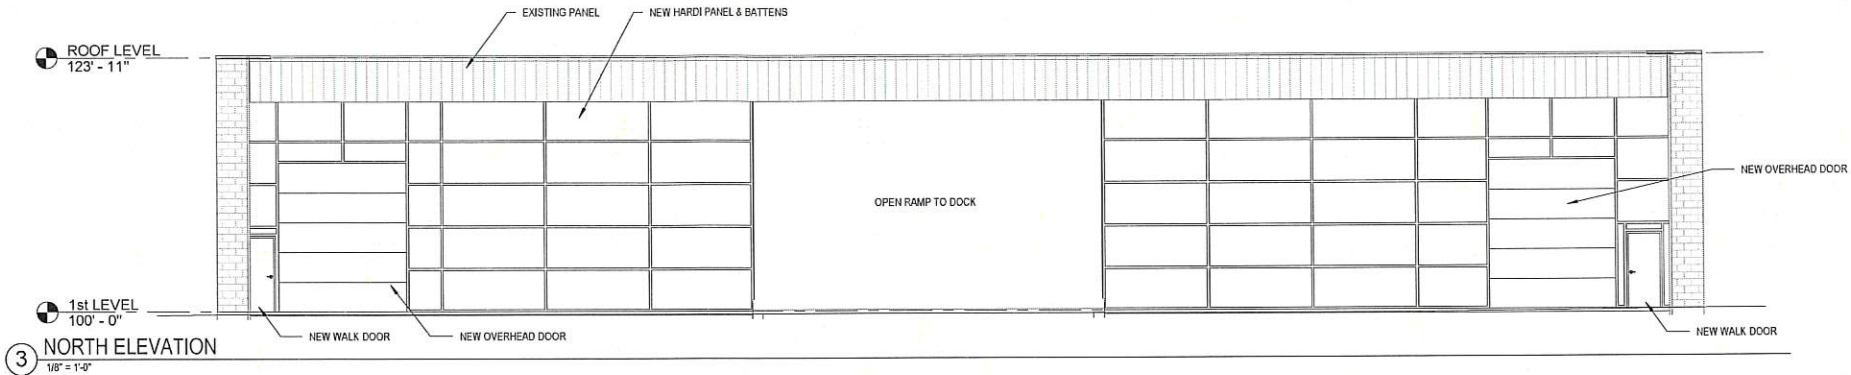 EXISTING PANEL
NEW HARDI PANEL & BATTENS
ROOF LEVEL
123' - 11"
OPEN RAMP TO DOCK
NEW OVERHEAD DOOR
1st LEVEL
100' - 0"
NEW WALK DOOR
NEW OVERHEAD DOOR
NEW WALK DOOR
3
NORTH ELEVATION
1/8" = 1'-0"